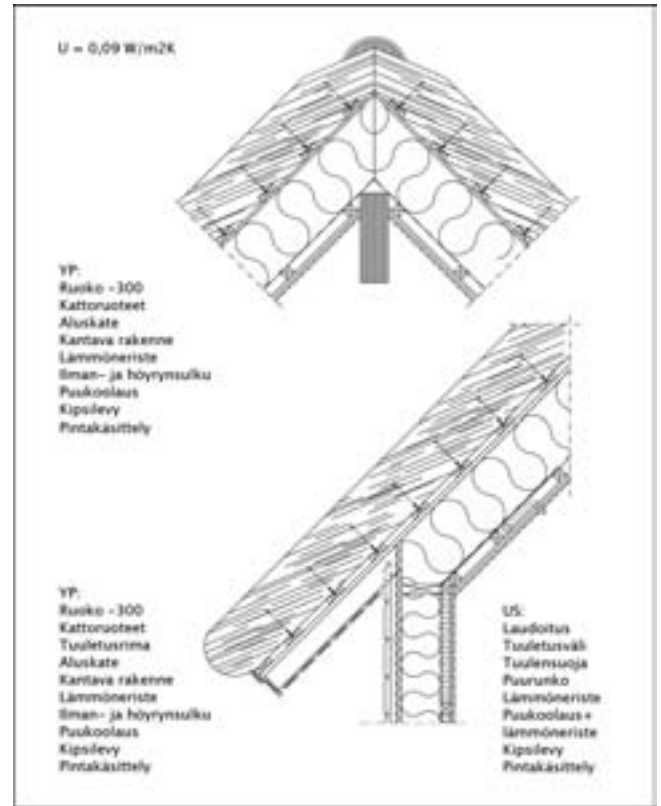 U = 0,09 W/m2K
YP:
Ruoko ~300
Kattoruoteet
Aluskate
Kantava rakenne
Lämmöneriste
Ilman- ja höyrynsulku
Puukoolaus
Kipsilevy
Pintakäsittely
YP:
Ruoko ~300
Kattoruoteet
Tuuletusrima
Aluskate
Kantava rakenne
Lämmöneriste
Ilman- ja höyrynsulku
Puukoolaus
Kipsilevy
Pintakäsittely
US:
Laudoitus
Tuuletusväli
Tuulensuoja
Puurunko
Lämmöneriste
Puukoolaus+
lämmöneriste
Kipsilevy
Pintakäsittely